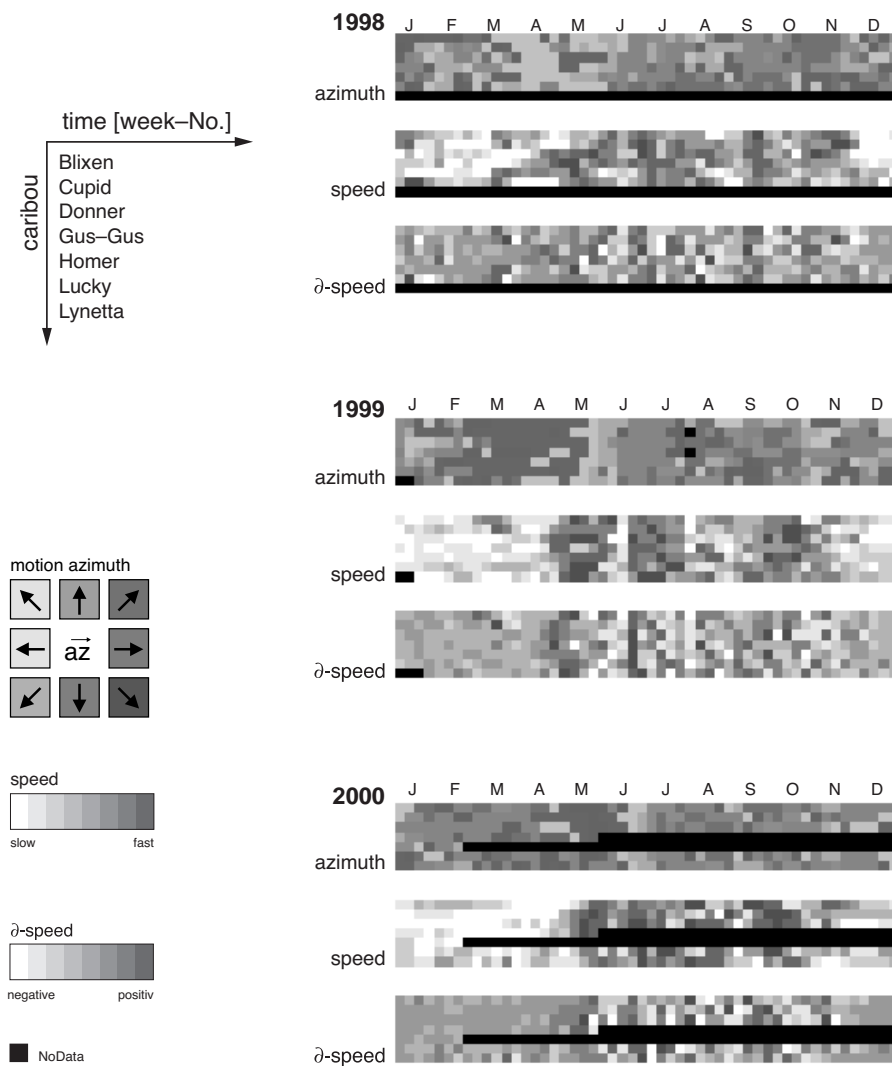 1998
J F M A M J J A S O N D
azimuth
speed
∂-speed
time [week–No.]
caribou
Blixen
Cupid
Donner
Gus–Gus
Homer
Lucky
Lynetta
1999
J F M A M J J A S O N D
azimuth
speed
∂-speed
motion azimuth
az
speed
slow fast
∂-speed
negative positiv
NoData
2000
J F M A M J J A S O N D
azimuth
speed
∂-speed